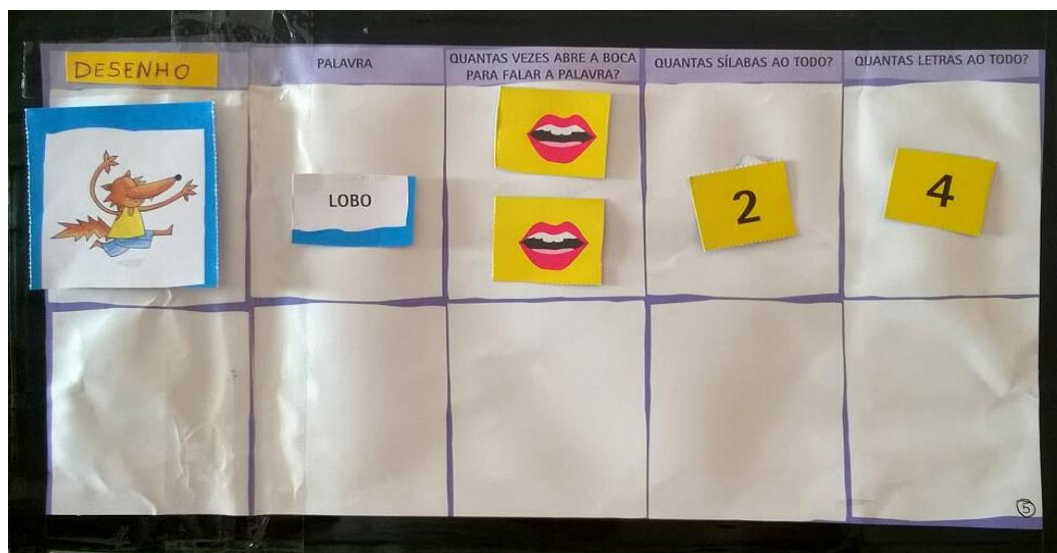 DESENHO
PALAVRA
QUANTAS VEZES ABRE A BOCA
PARA FALAR A PALAVRA?
QUANTAS SÍLABAS AO TODO?
QUANTAS LETRAS AO TODO?
LOBO
2
4
5